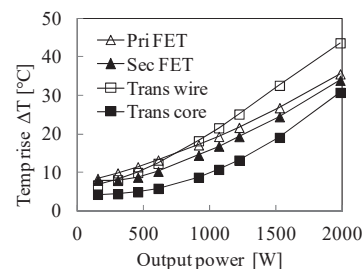 50
40
30
20
10
0
Temp rise ΔT [°C]
Pri FET
Sec FET
Trans wire
Trans core
0 500 1000 1500 2000
Output power [W]